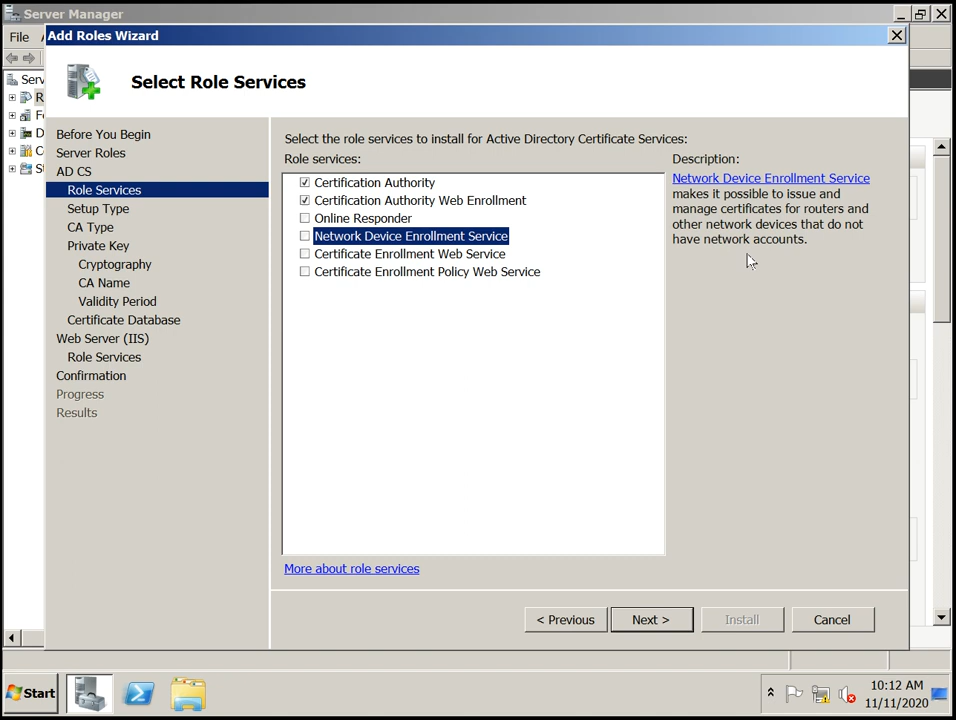 Server Manager
File
Add Roles Wizard
Select Role Services
Serv
R
F
D
C
St
Before You Begin
Server Roles
AD CS
Role Services
Setup Type
CA Type
Private Key
Cryptography
CA Name
Validity Period
Certificate Database
Web Server (IIS)
Role Services
Confirmation
Progress
Results
Select the role services to install for Active Directory Certificate Services:
Role services:
Certification Authority
Certification Authority Web Enrollment
Online Responder
Network Device Enrollment Service
Certificate Enrollment Web Service
Certificate Enrollment Policy Web Service
More about role services
Description:
Network Device Enrollment Service
makes it possible to issue and
manage certificates for routers and
other network devices that do not
have network accounts.
< Previous
Next >
Install
Cancel
Start
10:12 AM
11/11/2020